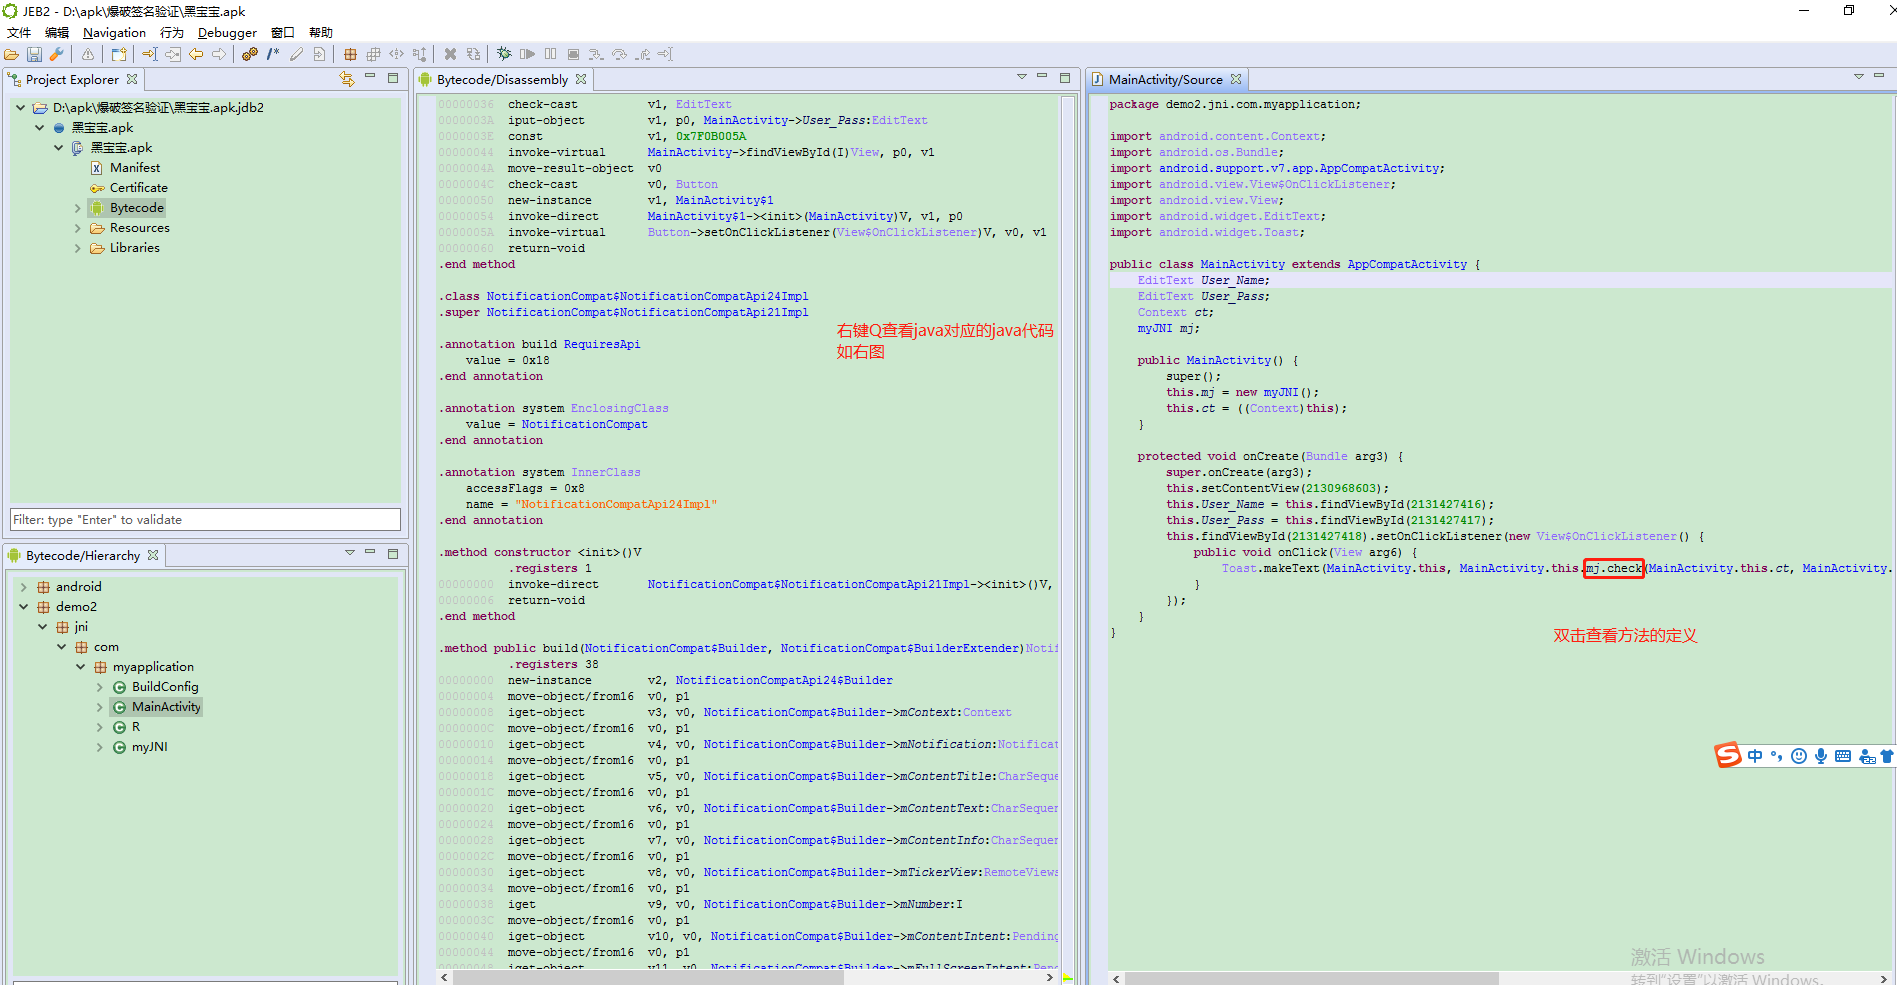 JEB2 - D:\apk\爆破签名验证\黑宝宝.apk
文件 编辑 Navigation 行为 Debugger 窗口 帮助
Project Explorer
D:\apk\爆破签名验证\黑宝宝.apk.jdb2
黑宝宝.apk
黑宝宝.apk
Manifest
Certificate
Bytecode
Resources
Libraries
Filter: type "Enter" to validate
Bytecode/Hierarchy
android
demo2
jni
com
myapplication
BuildConfig
MainActivity
R
myJNI
Bytecode/Disassembly
00000036 check-cast v1, EditText
0000003A iput-object v1, p0, MainActivity->User_Pass:EditText
0000003E const v1, 0x7F0B005A
00000044 invoke-virtual MainActivity->findViewById(I)View, p0, v1
0000004A move-result-object v0
0000004C check-cast v0, Button
00000050 new-instance v1, MainActivity$1
00000054 invoke-direct MainActivity$1-><init>(MainActivity)V, v1, p0
0000005A invoke-virtual Button->setOnClickListener(View$OnClickListener)V, v0, v1
00000060 return-void
.end method
.class NotificationCompat$NotificationCompatApi24Impl
.super NotificationCompat$NotificationCompatApi21Impl
右键Q查看java对应的java代码
如右图
.annotation build RequiresApi
value = 0x18
.end annotation
.annotation system EnclosingClass
value = NotificationCompat
.end annotation
.annotation system InnerClass
accessFlags = 0x8
name = "NotificationCompatApi24Impl"
.end annotation
.method constructor <init>()V
.registers 1
00000000 invoke-direct NotificationCompat$NotificationCompatApi21Impl-><init>()V,
00000006 return-void
.end method
.method public build(NotificationCompat$Builder, NotificationCompat$BuilderExtender)Notif
.registers 38
00000000 new-instance v2, NotificationCompatApi24$Builder
00000004 move-object/from16 v0, p1
00000008 iget-object v3, v0, NotificationCompat$Builder->mContext:Context
0000000C move-object/from16 v0, p1
00000010 iget-object v4, v0, NotificationCompat$Builder->mNotification:Notificat
00000014 move-object/from16 v0, p1
00000018 iget-object v5, v0, NotificationCompat$Builder->mContentTitle:CharSeque
0000001C move-object/from16 v0, p1
00000020 iget-object v6, v0, NotificationCompat$Builder->mContentText:CharSequen
00000024 move-object/from16 v0, p1
00000028 iget-object v7, v0, NotificationCompat$Builder->mContentInfo:CharSequen
0000002C move-object/from16 v0, p1
00000030 iget-object v8, v0, NotificationCompat$Builder->mTickerView:RemoteViews
00000034 move-object/from16 v0, p1
00000038 iget v9, v0, NotificationCompat$Builder->mNumber:I
0000003C move-object/from16 v0, p1
00000040 iget-object v10, v0, NotificationCompat$Builder->mContentIntent:Pending
00000044 move-object/from16 v0, p1
00000048 iget-object v11, v0, NotificationCompat$Builder->mFullScreenIntent:Pend
MainActivity/Source
package demo2.jni.com.myapplication;
import android.content.Context;
import android.os.Bundle;
import android.support.v7.app.AppCompatActivity;
import android.view.View$OnClickListener;
import android.view.View;
import android.widget.EditText;
import android.widget.Toast;
public class MainActivity extends AppCompatActivity {
EditText User_Name;
EditText User_Pass;
Context ct;
myJNI mj;
public MainActivity() {
super();
this.mj = new myJNI();
this.ct = ((Context)this);
}
protected void onCreate(Bundle arg3) {
super.onCreate(arg3);
this.setContentView(2130968603);
this.User_Name = this.findViewById(2131427416);
this.User_Pass = this.findViewById(2131427417);
this.findViewById(2131427418).setOnClickListener(new View$OnClickListener() {
public void onClick(View arg6) {
Toast.makeText(MainActivity.this, MainActivity.this.mj.check(MainActivity.this.ct, MainActivity.
}
});
}
}
双击查看方法的定义
S 中
激活 Windows
转到"设置"以激活 Windows。